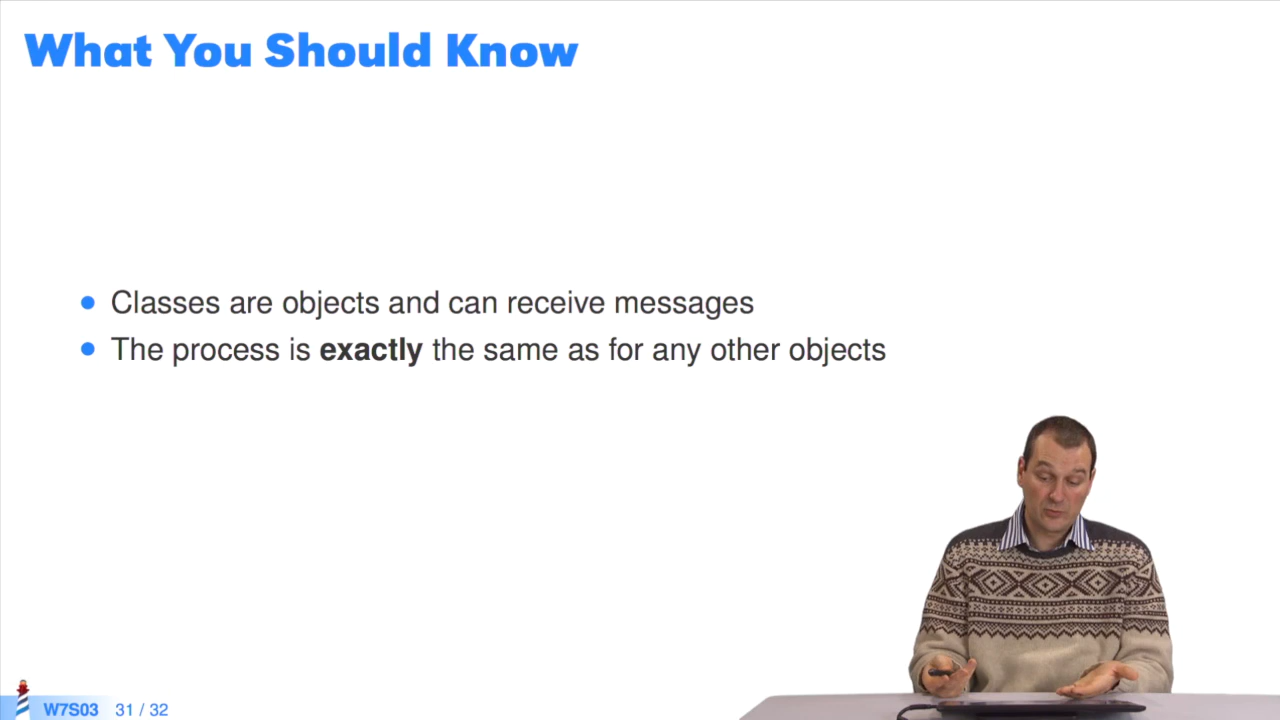 What You Should Know
Classes are objects and can receive messages
The process is exactly the same as for any other objects
W7S03 31 / 32